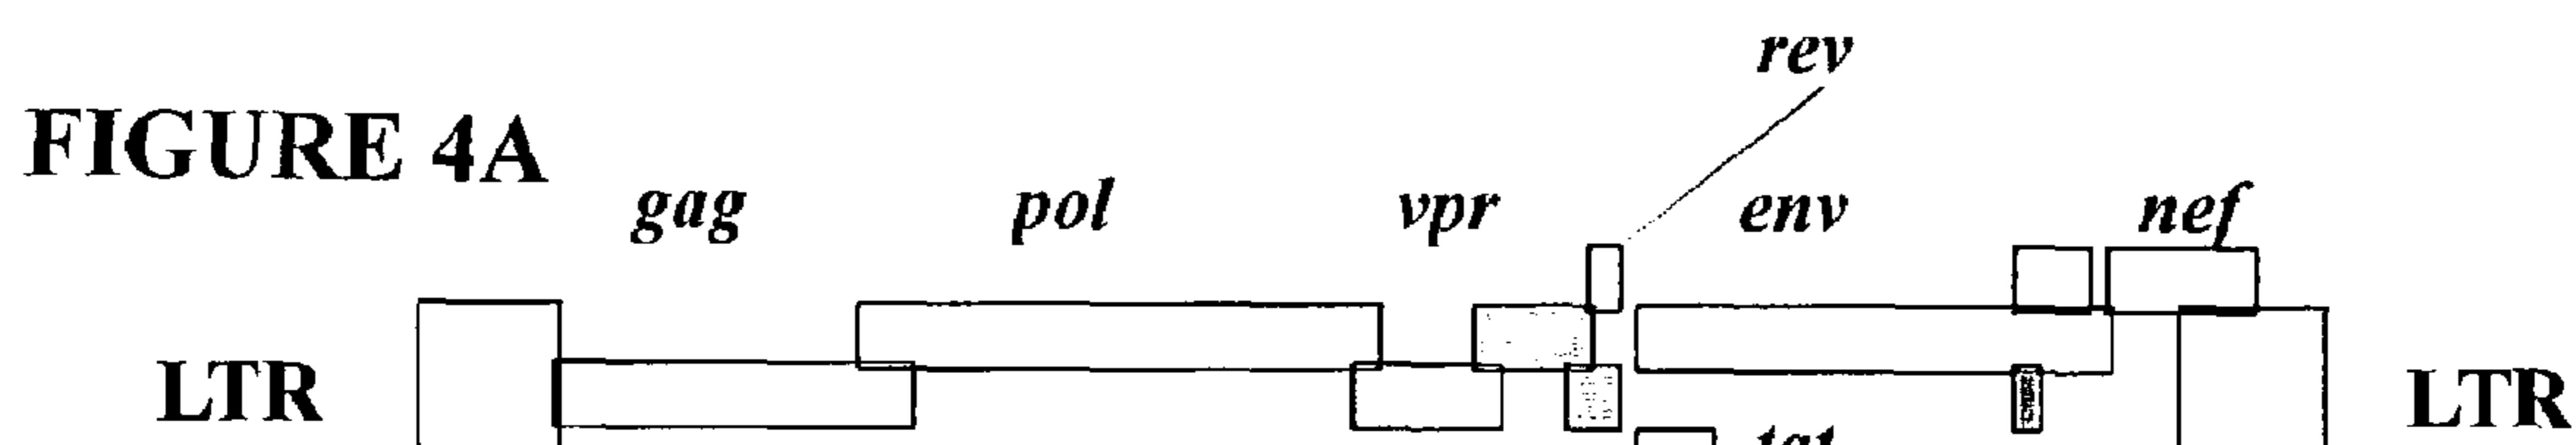 rev
FIGURE 4A
gag pol vpr env nef
LTR LTR